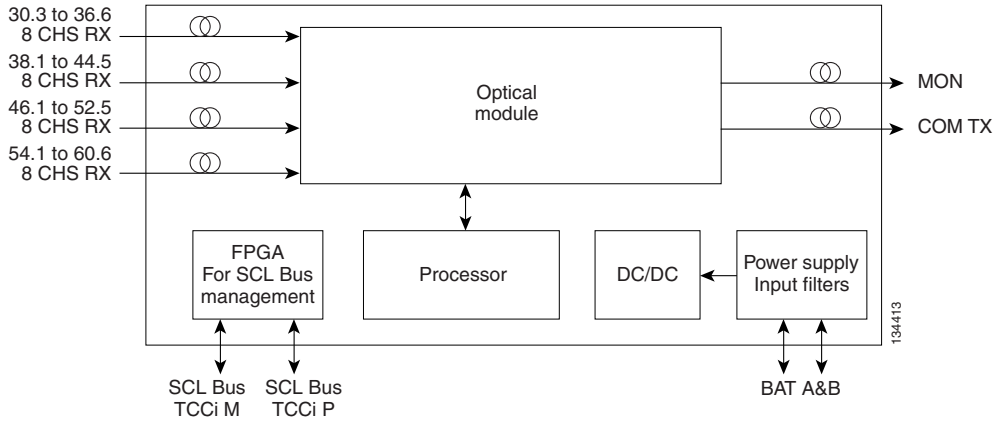 30.3 to 36.6
8 CHS RX
38.1 to 44.5
8 CHS RX
46.1 to 52.5
8 CHS RX
54.1 to 60.6
8 CHS RX
Optical
module
MON
COM TX
FPGA
For SCL Bus
management
Processor
DC/DC
Power supply
Input filters
134413
SCL Bus
TCCi M
SCL Bus
TCCi P
BAT A&B